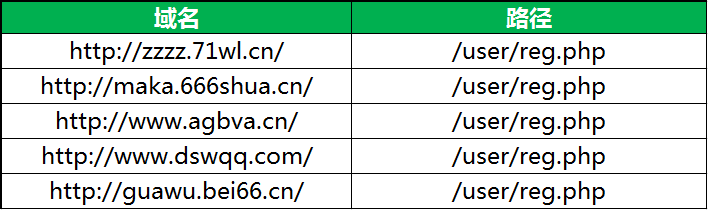 域名 路径
http://zzzz.71wl.cn/ /user/reg.php
http://maka.666shua.cn/ /user/reg.php
http://www.agbva.cn/ /user/reg.php
http://www.dswqq.com/ /user/reg.php
http://guawu.bei66.cn/ /user/reg.php